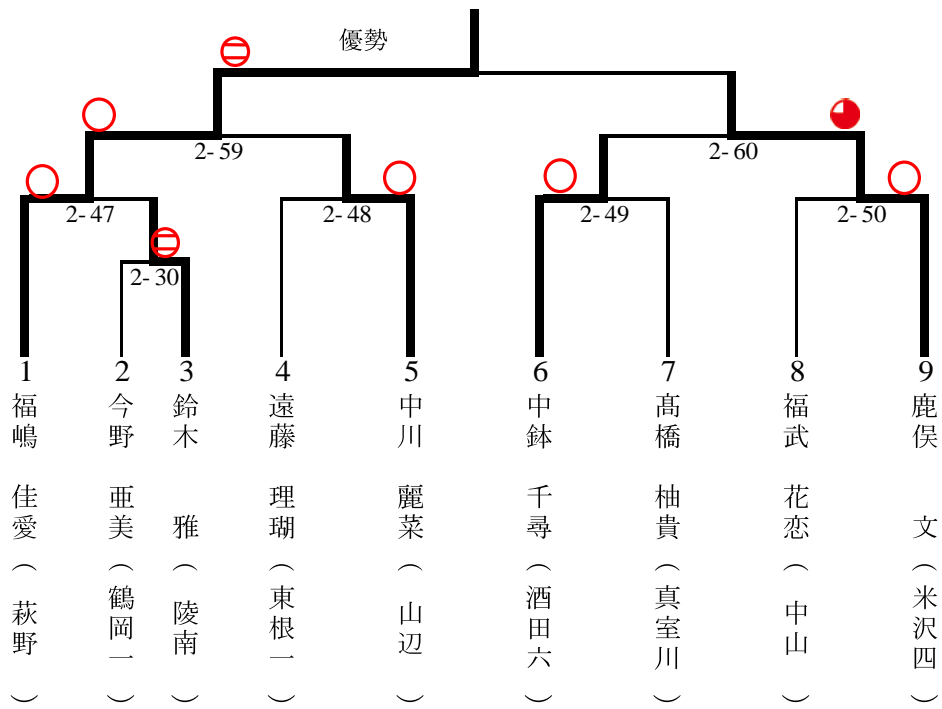 優勢
2-59
2-60
2-47
2-48
2-49
2-50
2-30
1
福嶋 佳愛(萩野)
2
今野 亜美(鶴岡一)
3
鈴木 雅(陵南)
4
遠藤 理瑚(東根一)
5
中川 麗菜(山辺)
6
中鉢 千尋(酒田六)
7
髙橋 柚貴(真室川)
8
福武 花恋(中山)
9
鹿俣 文(米沢四)